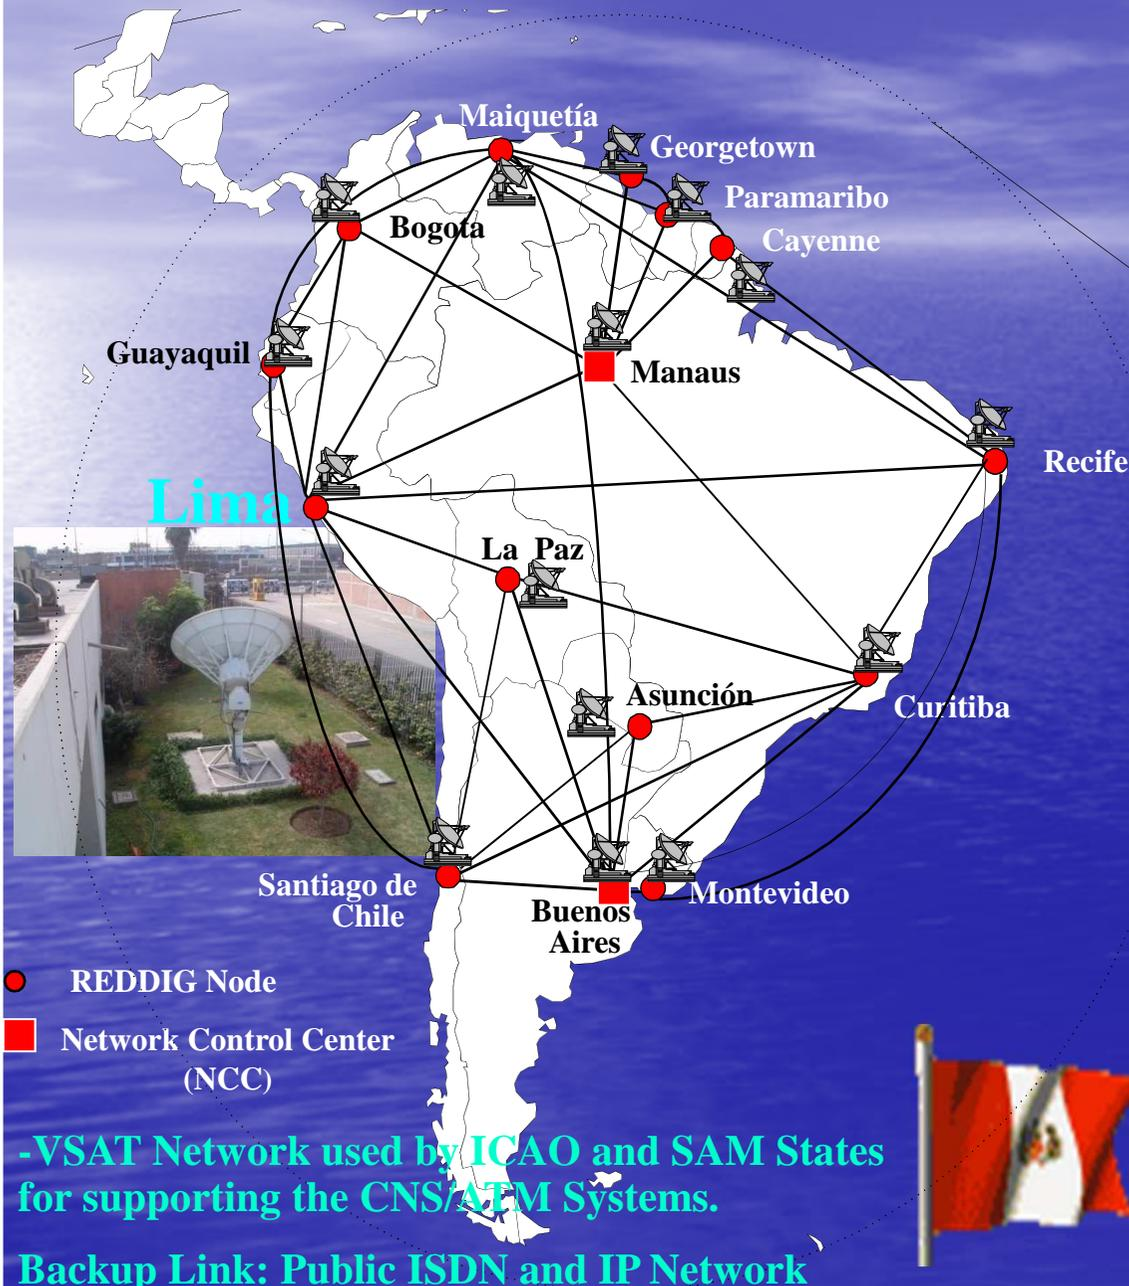 Maiquetía
Georgetown
Paramaribo
Bogota
Cayenne
Guayaquil
Manaus
Recife
Lima
La Paz
Asunción
Curitiba
Santiago de
Chile
Montevideo
Buenos
Aires
REDDIG Node
Network Control Center
(NCC)
-VSAT Network used by ICAO and SAM States
for supporting the CNS/ATM Systems.
Backup Link: Public ISDN and IP Network